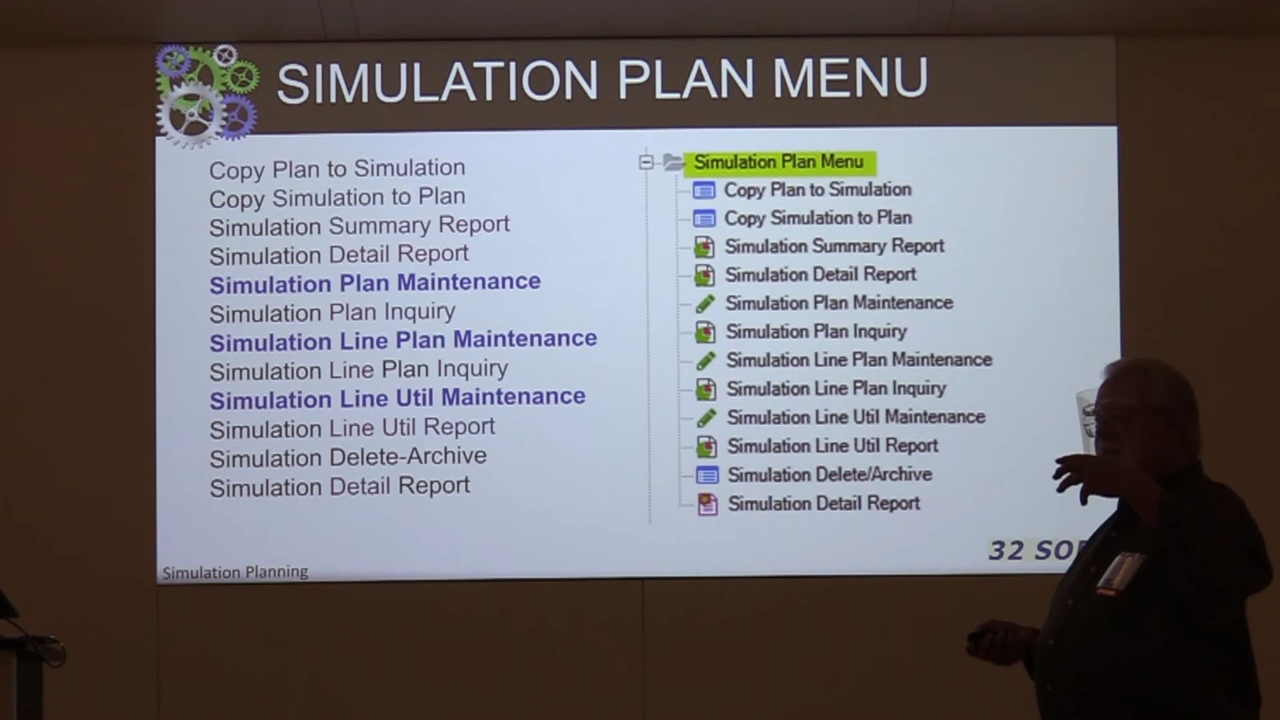 SIMULATION PLAN MENU
Copy Plan to Simulation
Copy Simulation to Plan
Simulation Summary Report
Simulation Detail Report
Simulation Plan Maintenance
Simulation Plan Inquiry
Simulation Line Plan Maintenance
Simulation Line Plan Inquiry
Simulation Line Util Maintenance
Simulation Line Util Report
Simulation Delete-Archive
Simulation Detail Report
Simulation Plan Menu
Copy Plan to Simulation
Copy Simulation to Plan
Simulation Summary Report
Simulation Detail Report
Simulation Plan Maintenance
Simulation Plan Inquiry
Simulation Line Plan Maintenance
Simulation Line Plan Inquiry
Simulation Line Util Maintenance
Simulation Line Util Report
Simulation Delete/Archive
Simulation Detail Report
32 SO
Simulation Planning